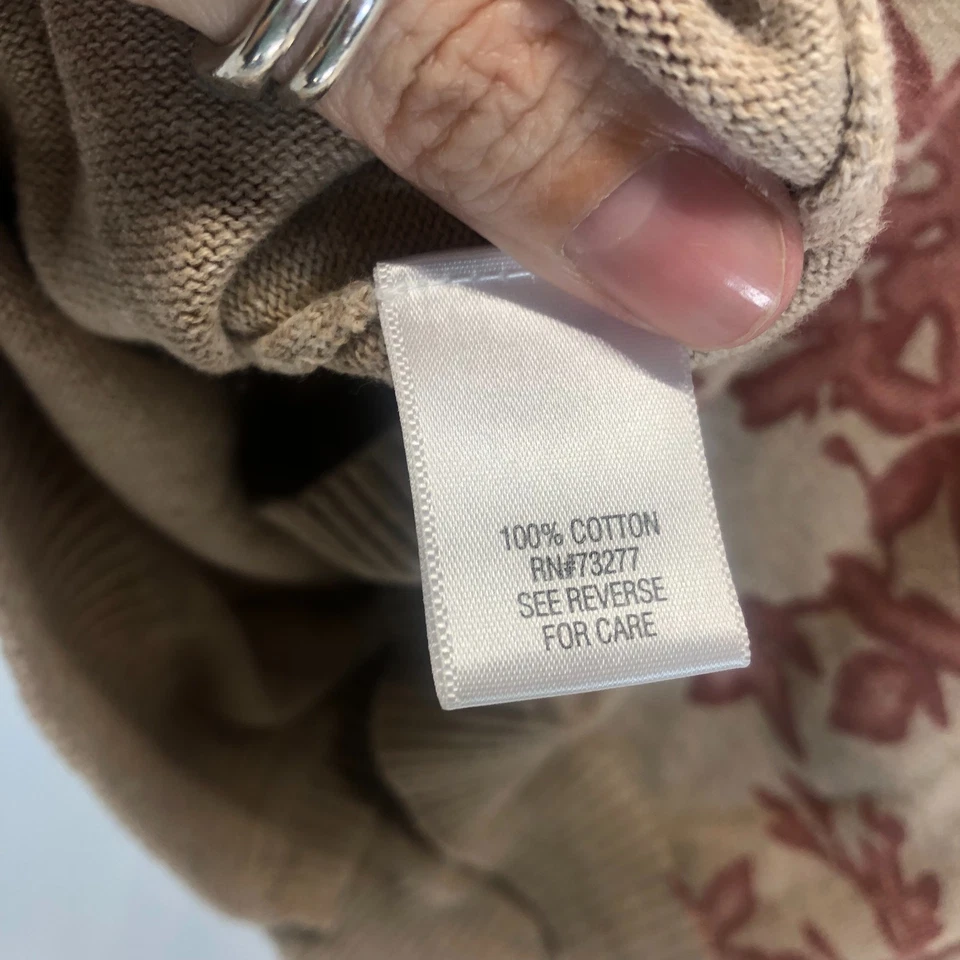 100% COTTON
RN#73277
SEE REVERSE
FOR CARE